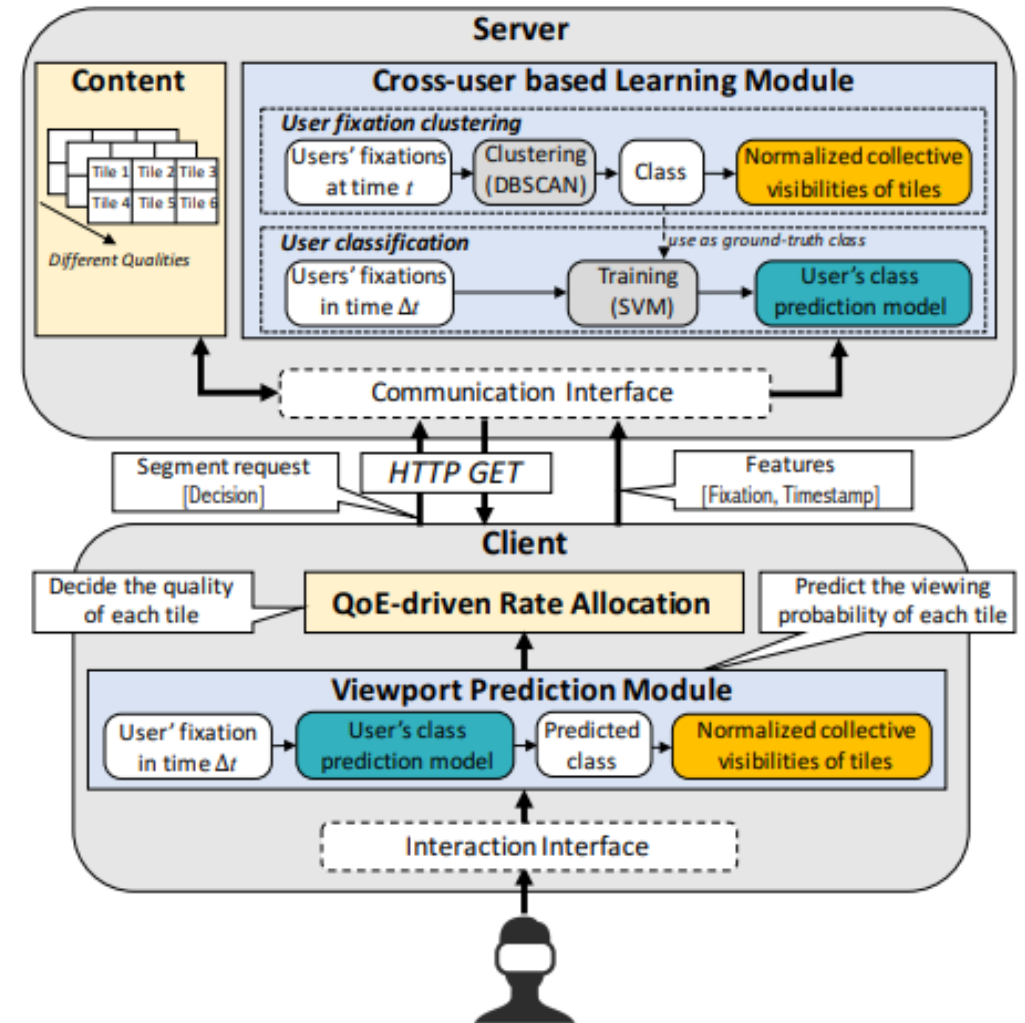 Server
Content
Tile 1 Tile 2 Tile 3
Tile 4 Tile 5 Tile 6
Different Qualities
Cross-user based Learning Module
User fixation clustering
Users' fixations
at time t
Clustering
(DBSCAN)
Class
Normalized collective
visibilities of tiles
use as ground-truth class
User classification
Users' fixations
in time Δt
Training
(SVM)
User's class
prediction model
Communication Interface
Segment request
[Decision]
HTTP GET
Features
[Fixation, Timestamp]
Client
Decide the quality
of each tile
QoE-driven Rate Allocation
Predict the viewing
probability of each tile
Viewport Prediction Module
User' fixation
in time Δt
User's class
prediction model
Predicted
class
Normalized collective
visibilities of tiles
Interaction Interface